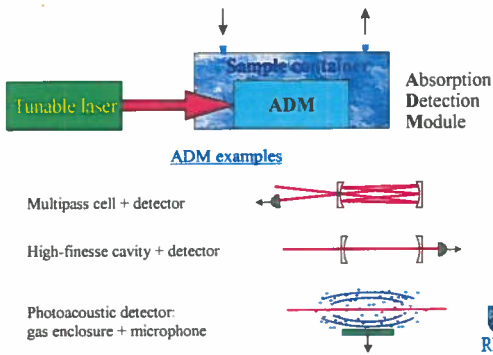 Sample container
Tunable laser
ADM
Absorption
Detection
Module
ADM examples
Multipass cell + detector
High-finesse cavity + detector
Photoacoustic detector:
gas enclosure + microphone